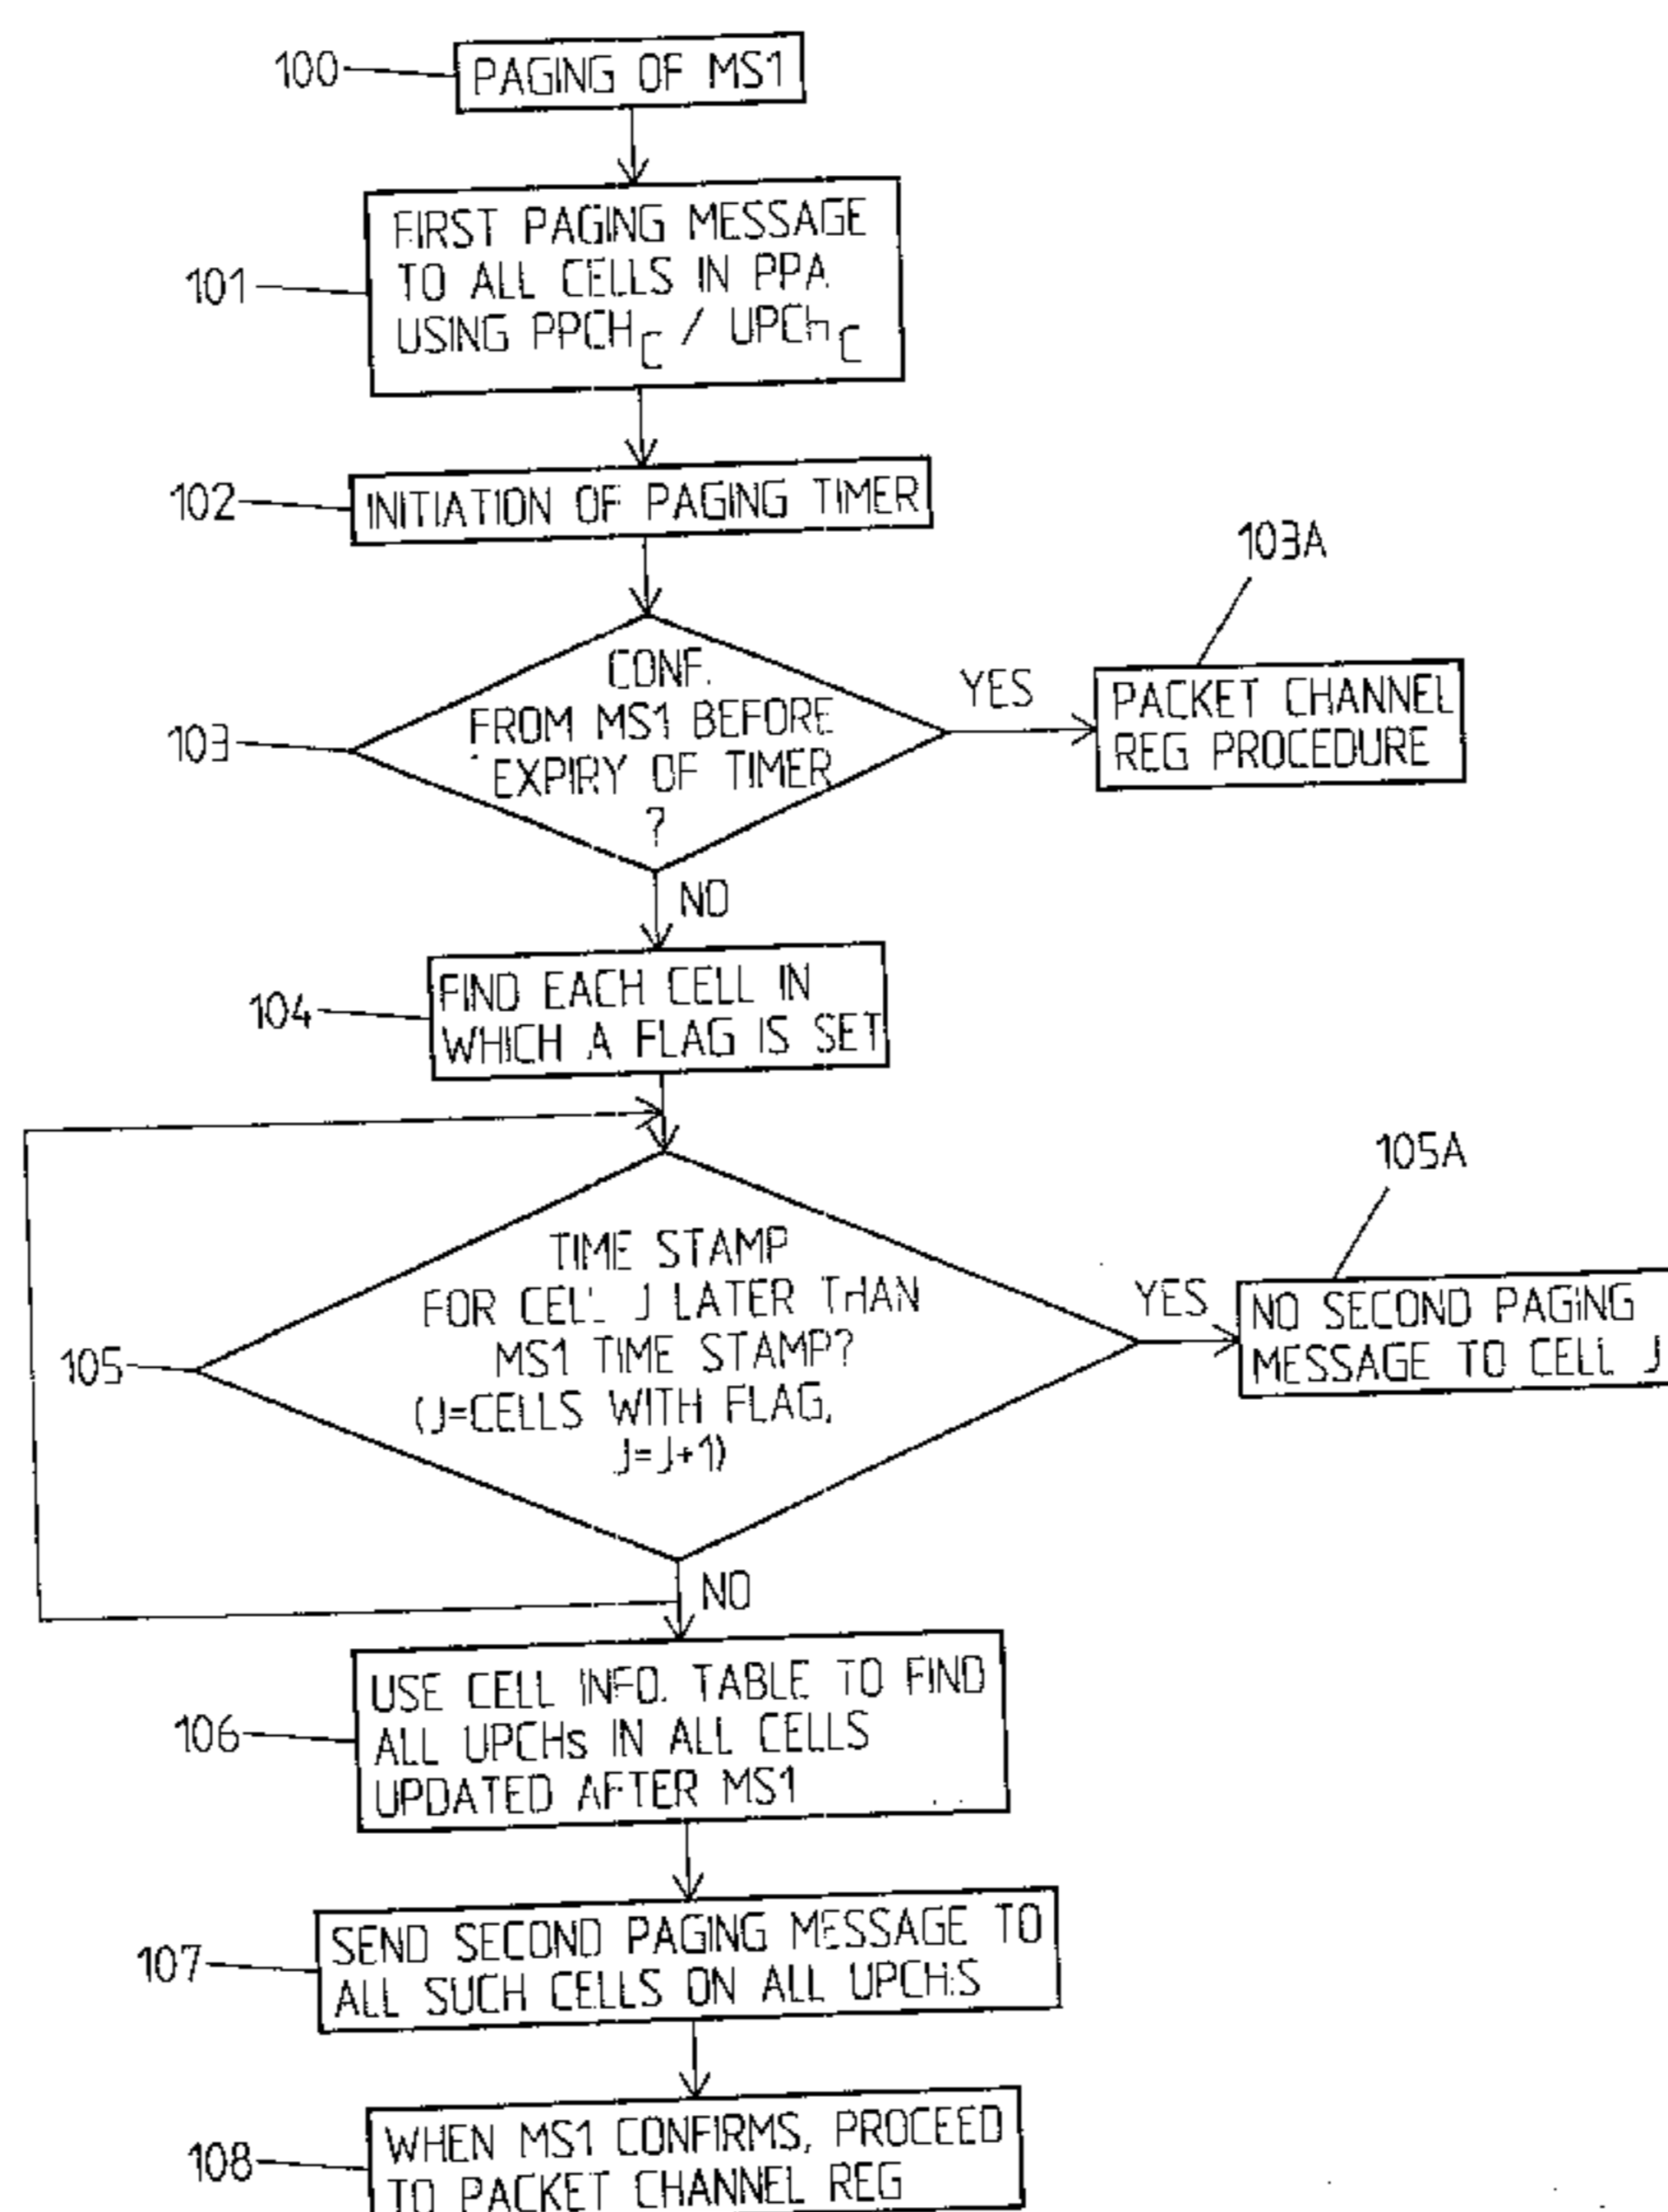 100
PAGING OF MS1
101
FIRST PAGING MESSAGE
TO ALL CELLS IN PPA
USING PPCHC / UPCHC
102
INITIATION OF PAGING TIMER
103
CONF.
FROM MS1 BEFORE
EXPIRY OF TIMER
?
YES
103A
PACKET CHANNEL
REG PROCEDURE
NO
104
FIND EACH CELL IN
WHICH A FLAG IS SET
105
TIME STAMP
FOR CELL J LATER THAN
MS1 TIME STAMP?
(J=CELLS WITH FLAG,
J=J+1)
YES
105A
NO SECOND PAGING
MESSAGE TO CELL J
NO
106
USE CELL INFO. TABLE TO FIND
ALL UPCHs IN ALL CELLS
UPDATED AFTER MS1
107
SEND SECOND PAGING MESSAGE TO
ALL SUCH CELLS ON ALL UPCH:S
108
WHEN MS1 CONFIRMS, PROCEED
TO PACKET CHANNEL REG